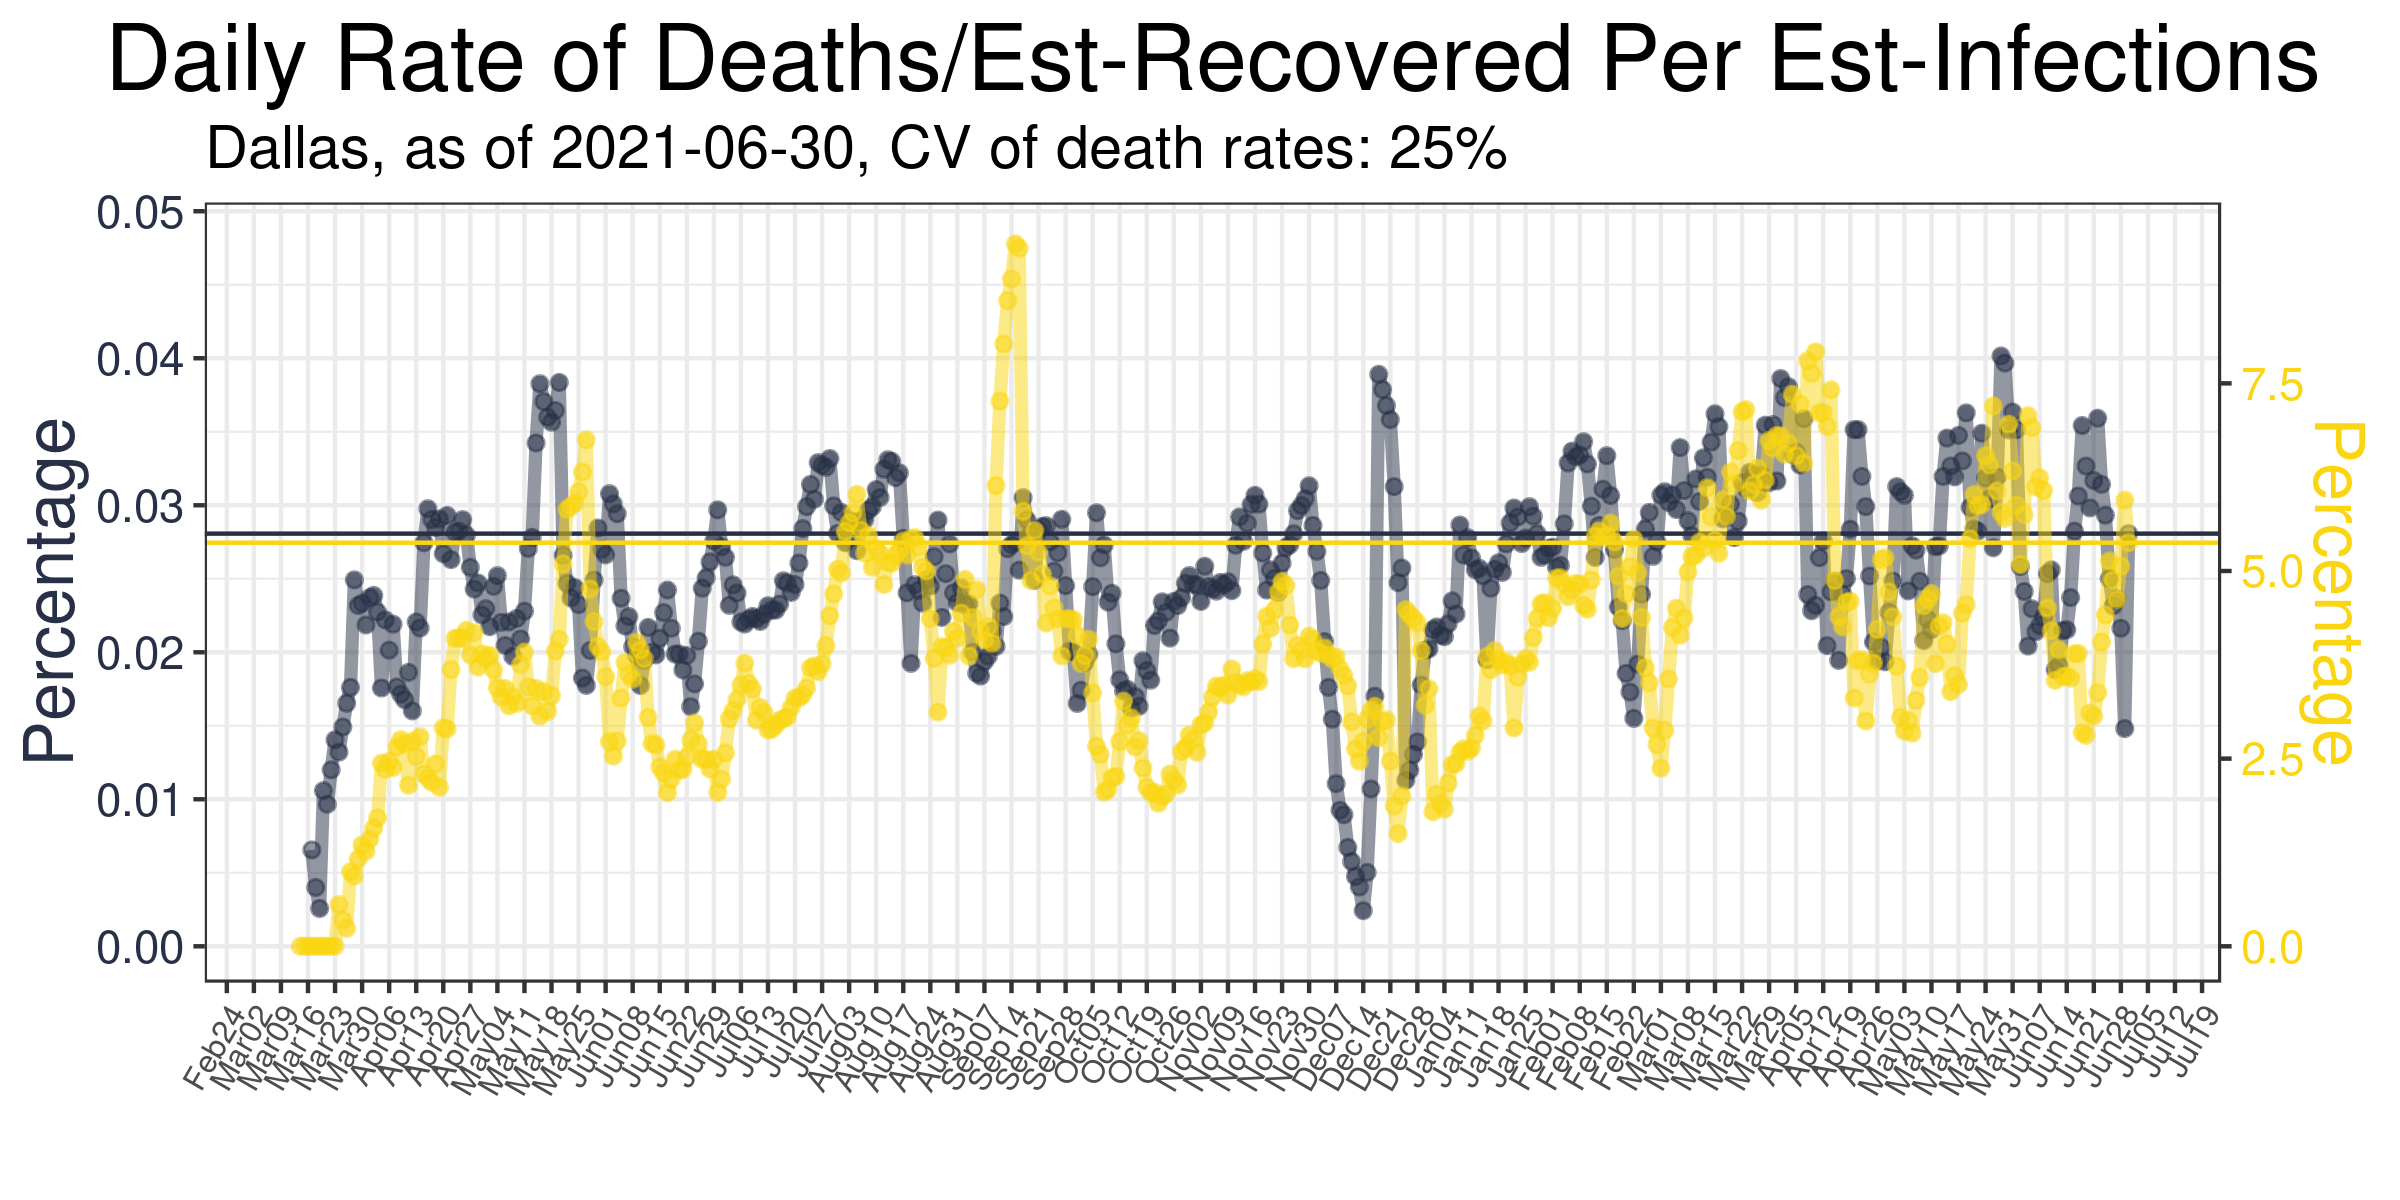 Daily Rate of Deaths/Est-Recovered Per Est-Infections
Dallas, as of 2021-06-30, CV of death rates: 25%
Percentage
0.05
0.04
0.03
0.02
0.01
0.00
7.5
5.0
2.5
0.0
Percentage
Feb24
Mar02
Mar09
Mar16
Mar23
Mar30
Apr06
Apr13
Apr20
Apr27
May04
May11
May18
May25
Jun01
Jun08
Jun15
Jun22
Jun29
Jul06
Jul13
Jul20
Jul27
Aug03
Aug10
Aug17
Aug24
Aug31
Sep07
Sep14
Sep21
Sep28
Oct05
Oct12
Oct19
Oct26
Nov02
Nov09
Nov16
Nov23
Nov30
Dec07
Dec14
Dec21
Dec28
Jan04
Jan11
Jan18
Jan25
Feb01
Feb08
Feb15
Feb22
Mar01
Mar08
Mar15
Mar22
Mar29
Apr05
Apr12
Apr19
Apr26
May03
May10
May17
May24
May31
Jun07
Jun14
Jun21
Jun28
Jul05
Jul12
Jul19